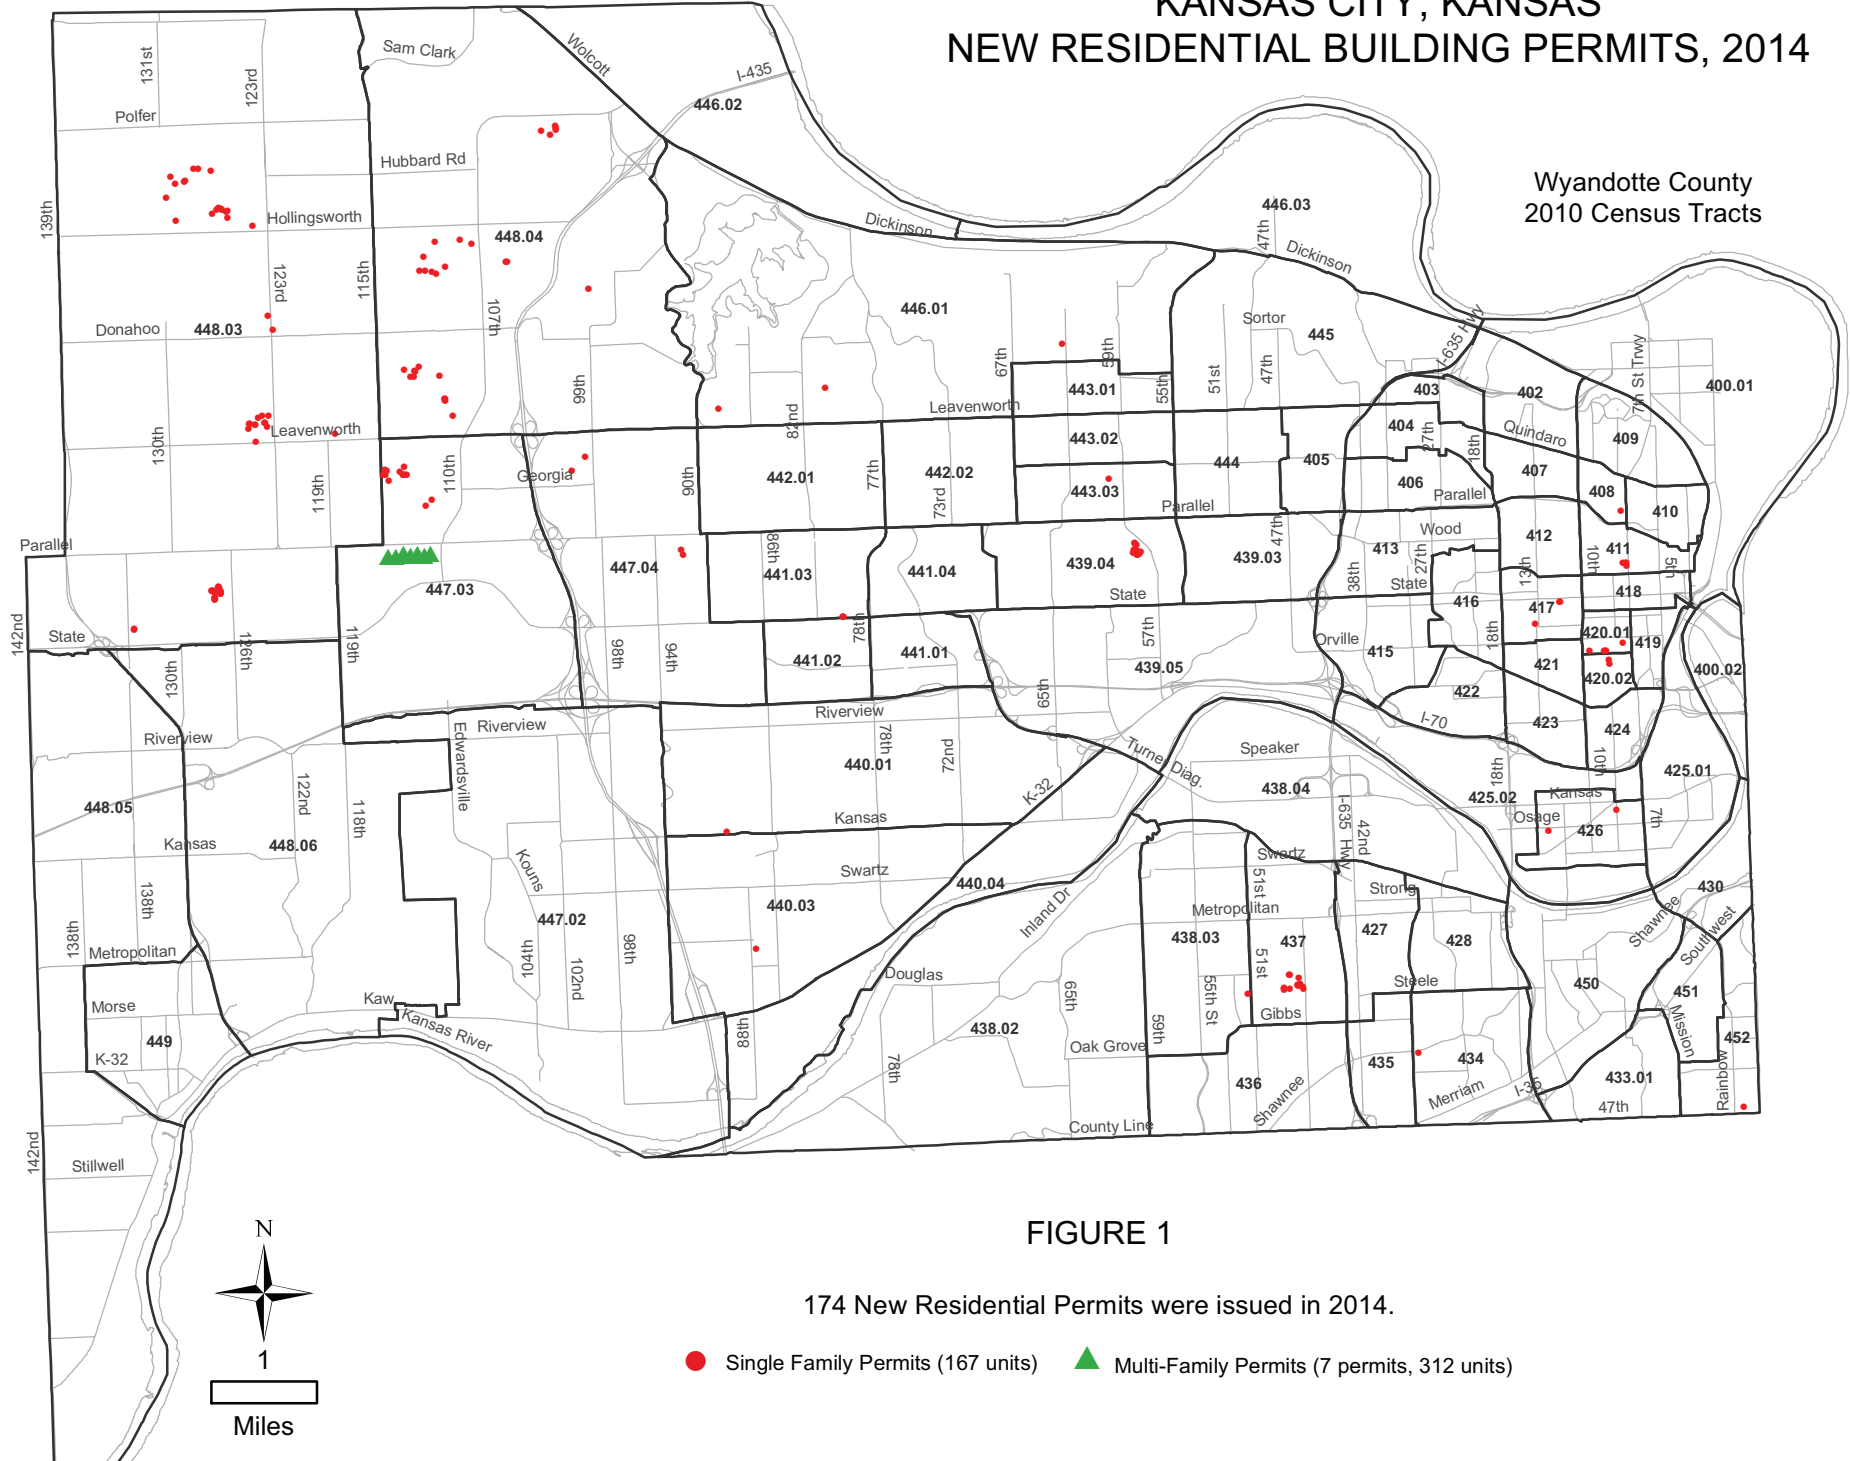 KANSAS CITY, KANSAS
NEW RESIDENTIAL BUILDING PERMITS, 2014
Wyandotte County
2010 Census Tracts
131st
123rd
Sam Clark
Wolcott
I-435
446.02
Polfer
Hubbard Rd
139th
Hollingsworth
448.04
Dickinson
446.03
47th
Dickinson
123rd
115th
107th
446.01
Donahoo
448.03
Sortor
445
I-635 Hwy
7th St Trwy
400.01
67th
59th
55th
51st
47th
443.01
403
402
99th
82nd
Leavenworth
130th
Leavenworth
443.02
404
27th
18th
Quindaro
409
119th
110th
Georgia
90th
442.01
77th
442.02
73rd
443.03
444
405
406
407
408
410
Parallel
Parallel
Parallel
47th
Wood
412
411
10th
5th
13th
447.04
86th
441.03
441.04
439.04
439.03
413
27th
38th
State
447.03
State
416
417
418
142nd
State
126th
119th
130th
98th
94th
441.02
78th
441.01
57th
439.05
65th
Orville
415
18th
420.01
419
421
420.02
400.02
422
Riverview
Riverview
Riverview
I-70
423
424
Edwardsville
440.01
78th
72nd
Turner Diag.
Speaker
438.04
10th
18th
425.01
448.05
122nd
118th
K-32
I-635 Hwy
42nd
425.02
Kansas
Osage
426
7th
Kansas
448.06
Kansas
Kouns
Swartz
Swartz
440.04
51st
Strong
430
138th
138th
447.02
440.03
Inland Dr
Metropolitan
438.03
437
427
428
Shawnee
Southwest
Metropolitan
104th
102nd
98th
Douglas
65th
55th St
51st
Steele
450
451
Morse
Kaw
Kansas River
449
K-32
88th
438.02
Oak Grove
59th
Gibbs
435
434
Mission
452
78th
436
Shawnee
Merriam
I-35
433.01
47th
Rainbow
County Line
142nd
Stillwell
N
1
Miles
FIGURE 1
174 New Residential Permits were issued in 2014.
Single Family Permits (167 units)
Multi-Family Permits (7 permits, 312 units)